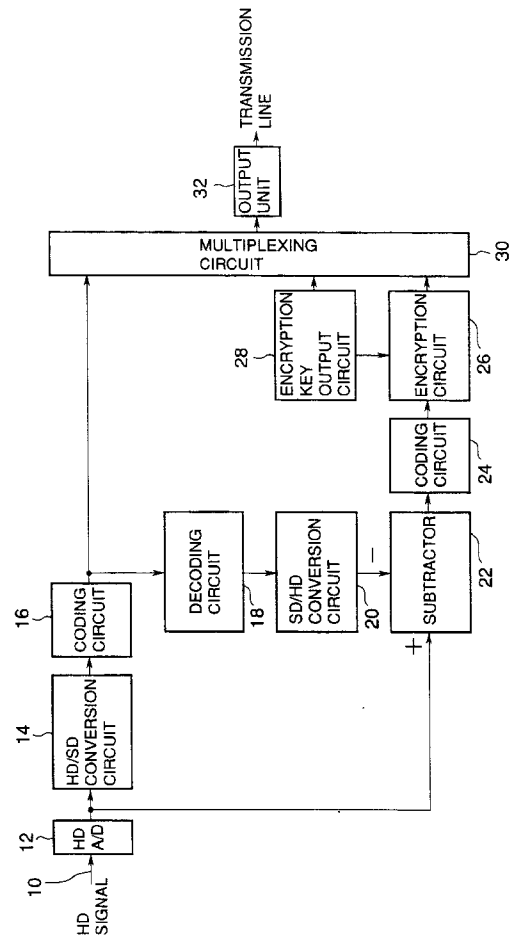 HD
SIGNAL
10
12
HD
A/D
14
HD/SD
CONVERSION
CIRCUIT
16
CODING
CIRCUIT
DECODING
CIRCUIT
18
SD/HD
CONVERSION
CIRCUIT
20
−
+
SUBTRACTOR
22
CODING
CIRCUIT
24
28
ENCRYPTION
KEY
OUTPUT
CIRCUIT
ENCRYPTION
CIRCUIT
26
MULTIPLEXING
CIRCUIT
30
32
OUTPUT
UNIT
TRANSMISSION
LINE